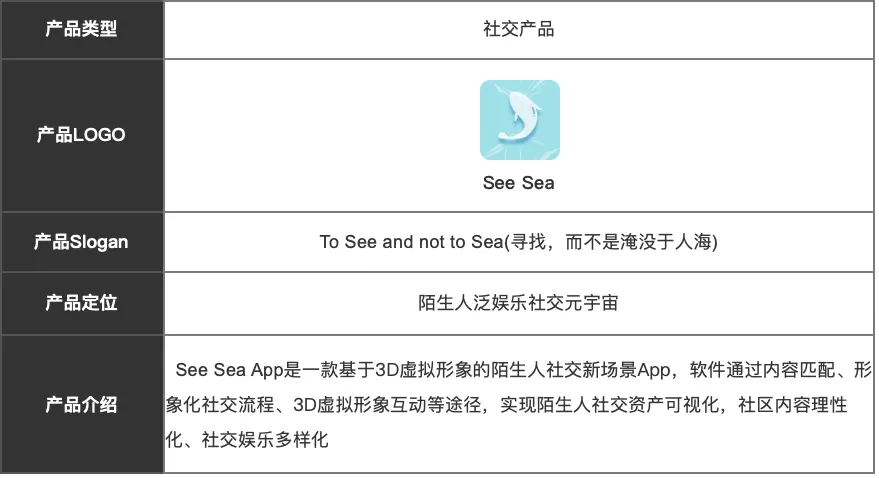 产品类型
社交产品
产品LOGO
See Sea
产品Slogan
To See and not to Sea(寻找，而不是淹没于人海)
产品定位
陌生人泛娱乐社交元宇宙
产品介绍
See Sea App是一款基于3D虚拟形象的陌生人社交新场景App，软件通过内容匹配、形
象化社交流程、3D虚拟形象互动等途径，实现陌生人社交资产可视化，社区内容理性
化、社交娱乐多样化